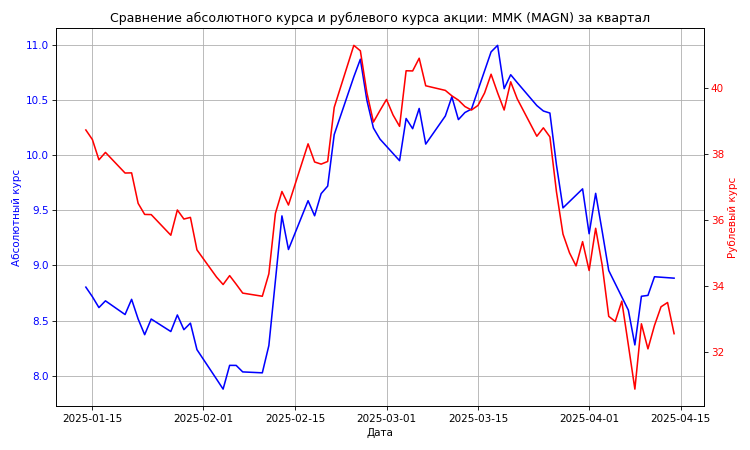 Сравнение абсолютного курса и рублевого курса акции: ММК (MAGN) за квартал
11.0
10.5
10.0
9.5
9.0
8.5
8.0
Абсолютный курс
40
38
36
34
32
Рублевый курс
2025-01-15 2025-02-01 2025-02-15 2025-03-01 2025-03-15 2025-04-01 2025-04-15
Дата